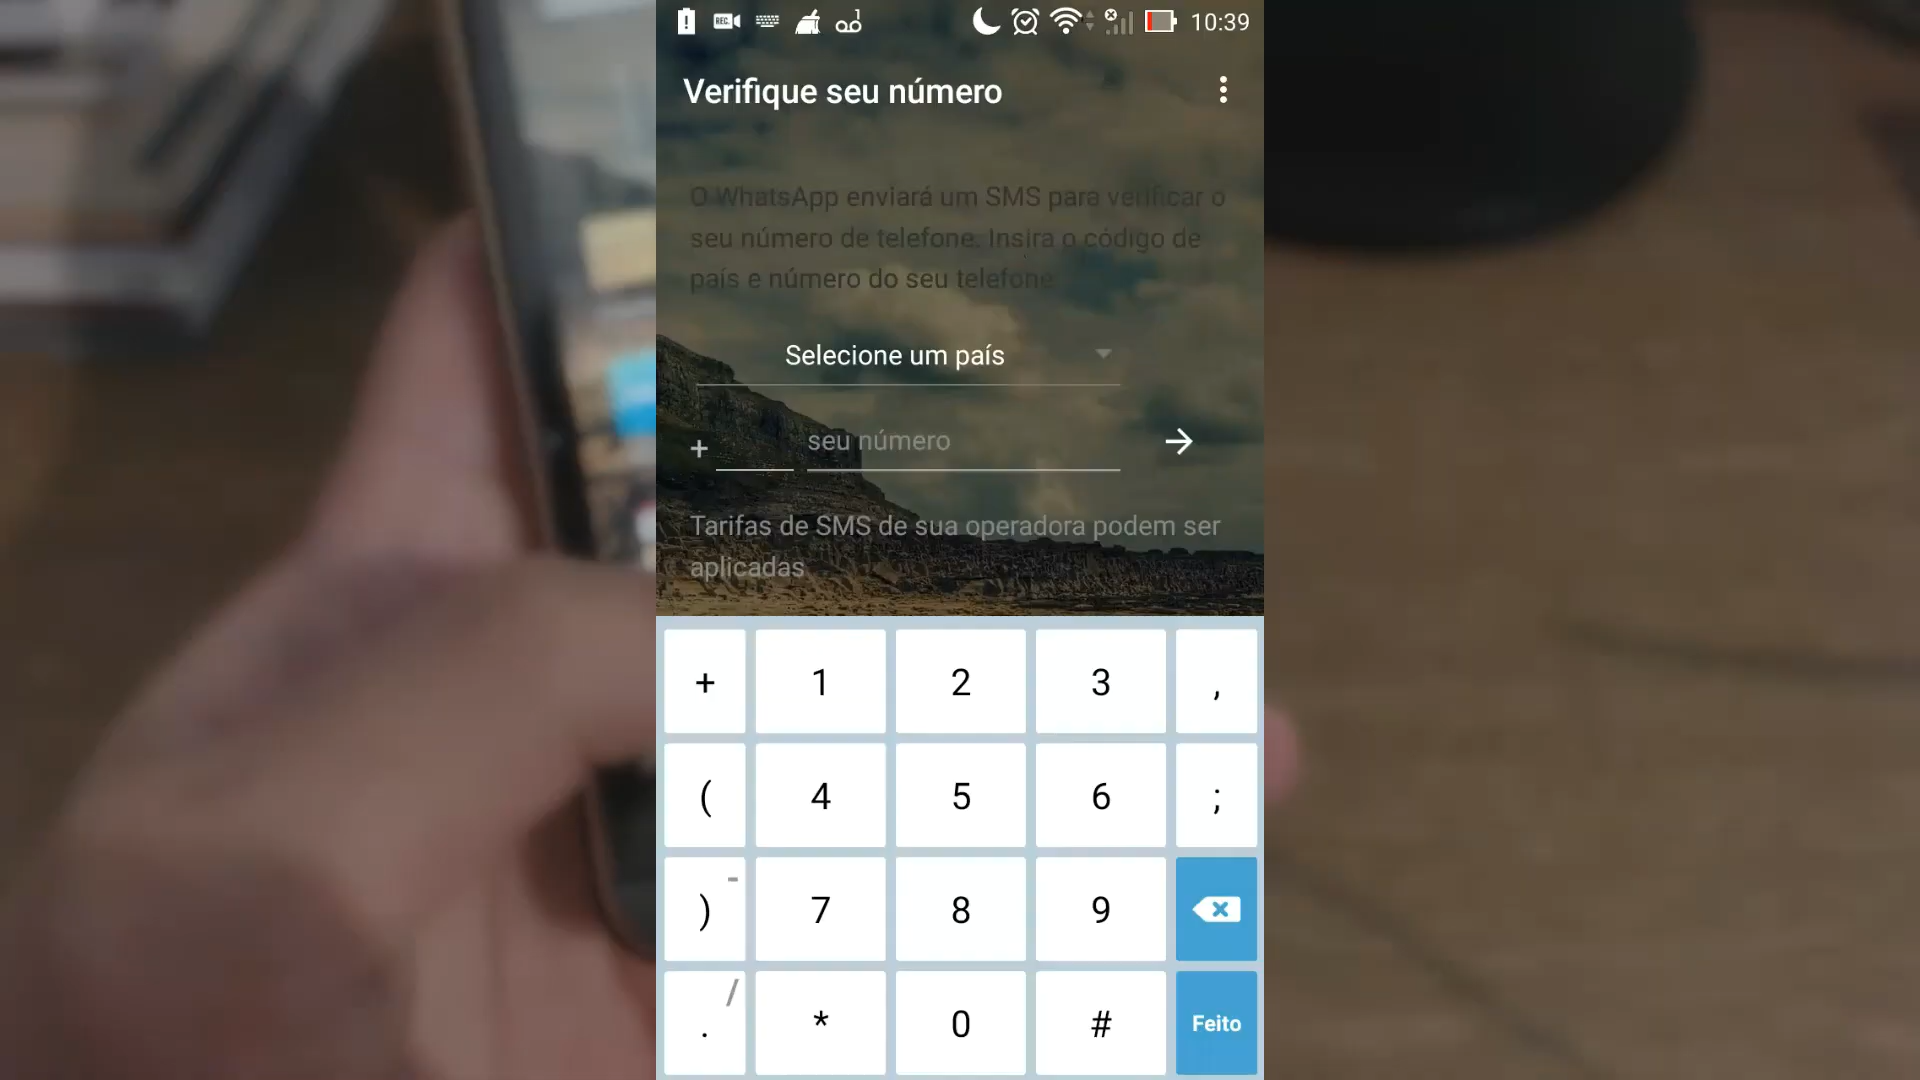 REC
1
10:39
Verifique seu número
O WhatsApp enviará um SMS para verificar o
seu número de telefone. Insira o código de
país e número do seu telefone
Selecione um país
+ seu número
Tarifas de SMS de sua operadora podem ser
aplicadas
+ 1 2 3 ,
( 4 5 6 ;
) - 7 8 9
. / * 0 # Feito